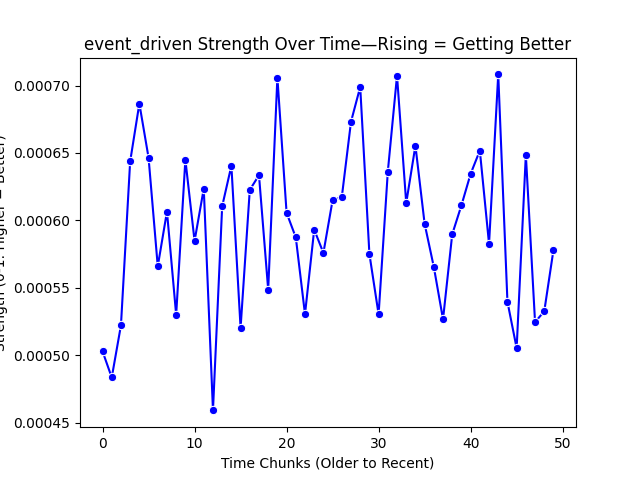 event_driven Strength Over Time—Rising = Getting Better
0.00070
0.00065
0.00060
0.00055
0.00050
0.00045
Strength (0-1: Higher = Better)
0 10 20 30 40 50
Time Chunks (Older to Recent)